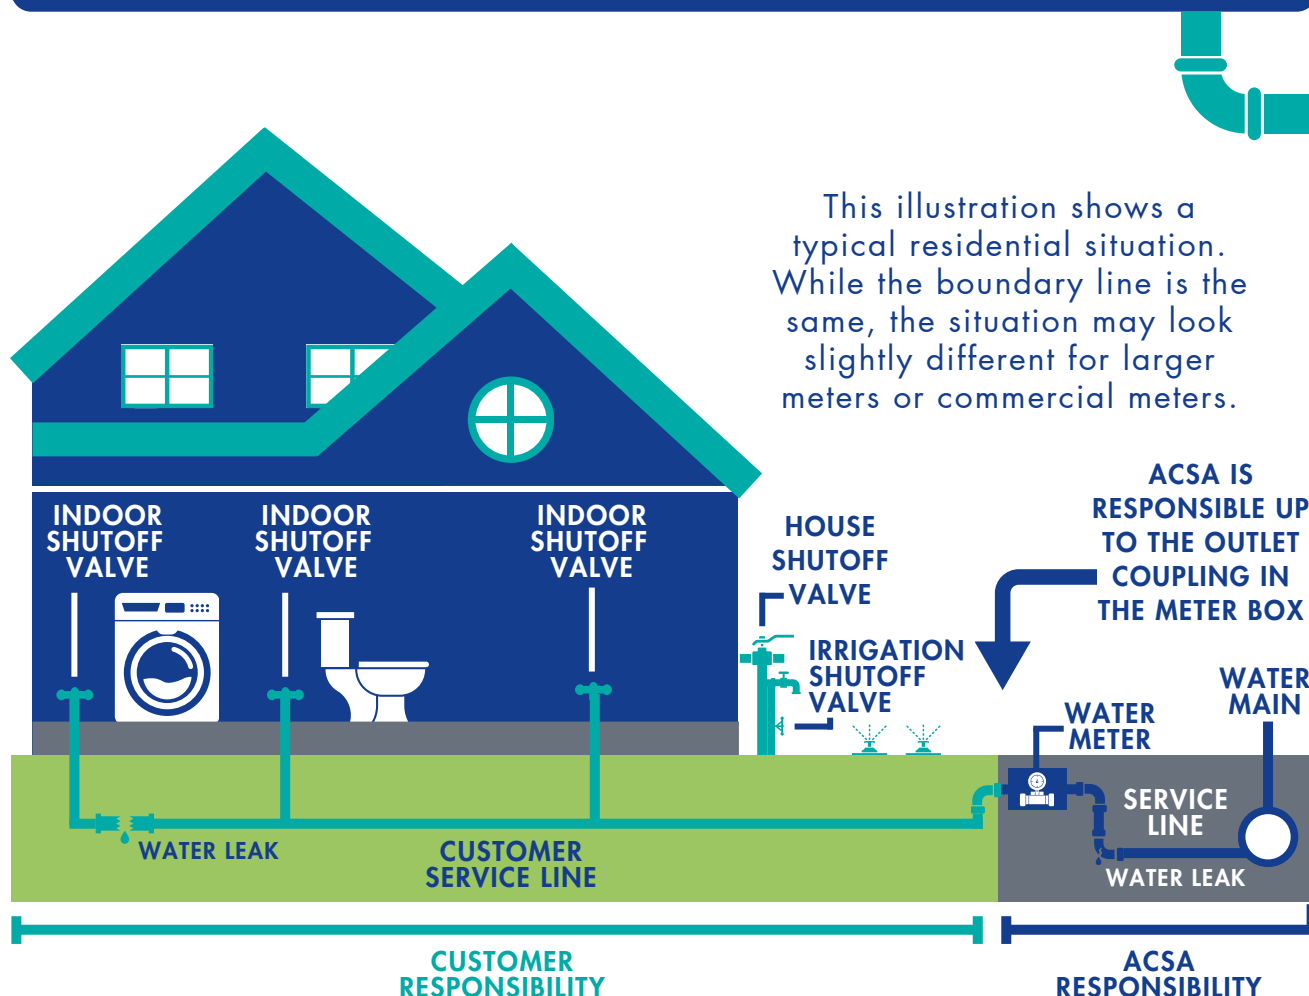 This illustration shows a
typical residential situation.
While the boundary line is the
same, the situation may look
slightly different for larger
meters or commercial meters.
ACSA IS
RESPONSIBLE UP
TO THE OUTLET
COUPLING IN
THE METER BOX
INDOOR
SHUTOFF
VALVE
INDOOR
SHUTOFF
VALVE
INDOOR
SHUTOFF
VALVE
HOUSE
SHUTOFF
VALVE
IRRIGATION
SHUTOFF
VALVE
WATER
METER
WATER
MAIN
SERVICE
LINE
WATER LEAK
WATER LEAK
CUSTOMER
SERVICE LINE
CUSTOMER
RESPONSIBILITY
ACSA
RESPONSIBILITY